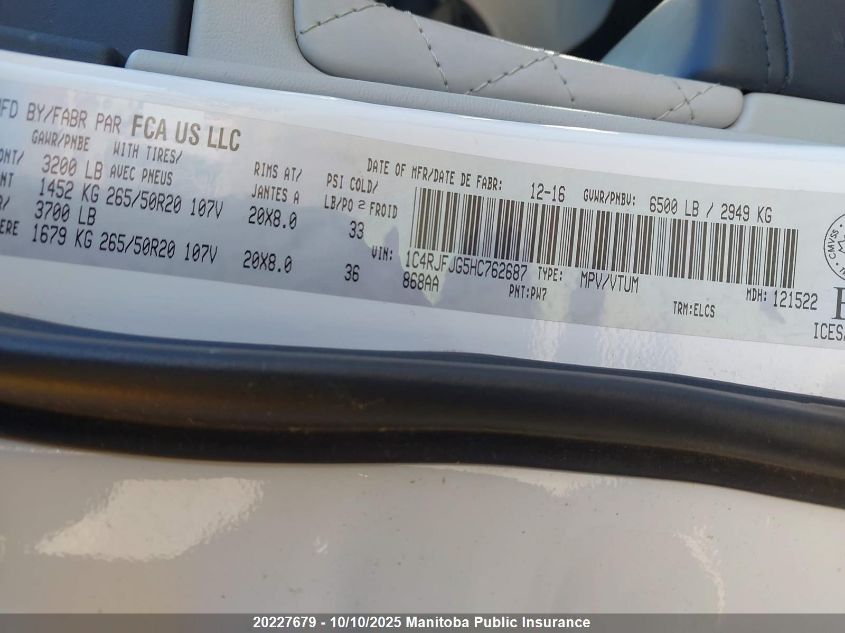 MFD BY/FABR PAR FCA US LLC
GAWR/PNBE WITH TIRES/ AVEC PNEUS RIMS AT/ JANTES A PSI COLD/ LB/PO² FROID
3200 LB
1452 KG 265/50R20 107V 20X8.0 33
3700 LB
1679 KG 265/50R20 107V 20X8.0 36
DATE OF MFR/DATE DE FABR: 12-16 GVWR/PNBV: 6500 LB / 2949 KG
VIN: 1C4RJFJG5HC762687 TYPE: MPV/VTUM MDH: 121522
868AA PNT: PW7 TRM: ELCS
CMVSS
20227679 - 10/10/2025 Manitoba Public Insurance